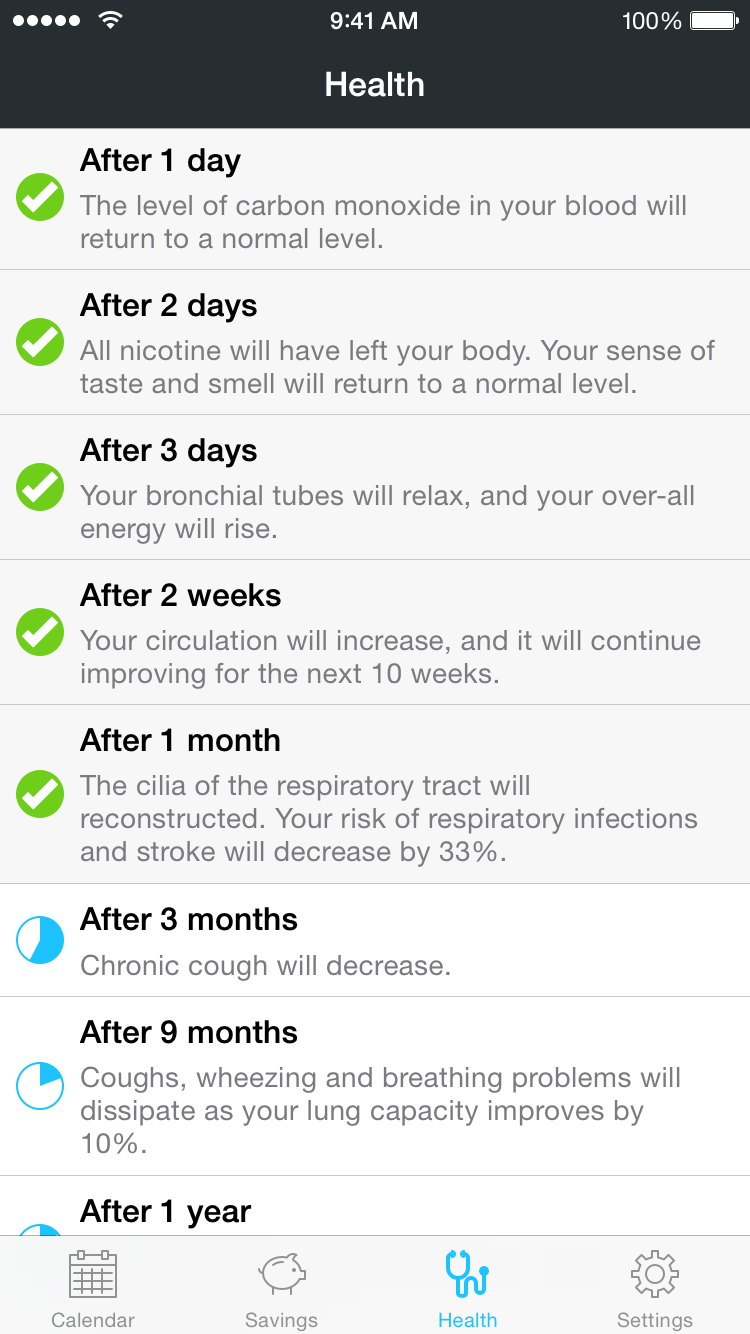 9:41 AM
100%
Health
After 1 day
The level of carbon monoxide in your blood will
return to a normal level.
After 2 days
All nicotine will have left your body. Your sense of
taste and smell will return to a normal level.
After 3 days
Your bronchial tubes will relax, and your over-all
energy will rise.
After 2 weeks
Your circulation will increase, and it will continue
improving for the next 10 weeks.
After 1 month
The cilia of the respiratory tract will
reconstructed. Your risk of respiratory infections
and stroke will decrease by 33%.
After 3 months
Chronic cough will decrease.
After 9 months
Coughs, wheezing and breathing problems will
dissipate as your lung capacity improves by
10%.
After 1 year
Calendar
Savings
Health
Settings